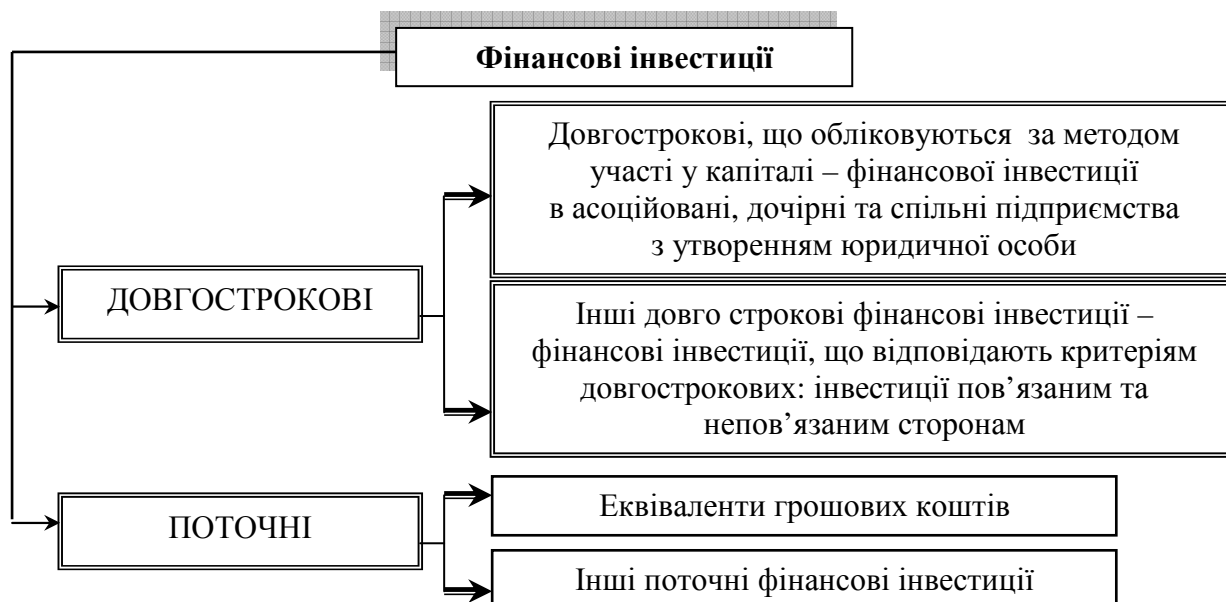 Фінансові інвестиції
Довгострокові, що обліковуються за методом
участі у капіталі – фінансової інвестиції
в асоційовані, дочірні та спільні підприємства
з утворенням юридичної особи
ДОВГОСТРОКОВІ
Інші довго строкові фінансові інвестиції –
фінансові інвестиції, що відповідають критеріям
довгострокових: інвестиції пов’язаним та
непов’язаним сторонам
ПОТОЧНІ
Еквіваленти грошових коштів
Інші поточні фінансові інвестиції